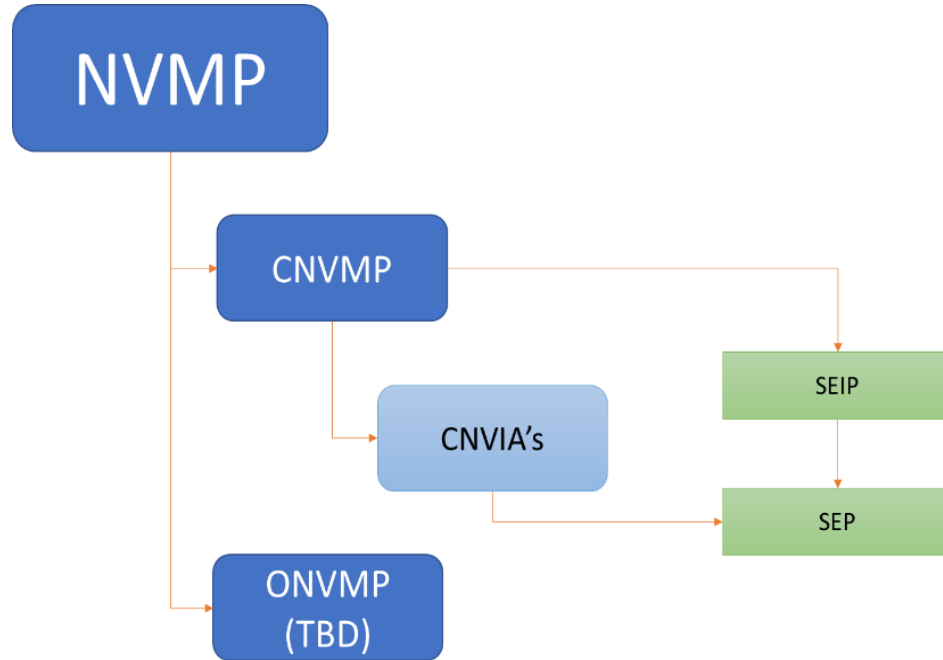 NVMP
CNVMP
SEIP
CNVIA's
SEP
ONVMP
(TBD)